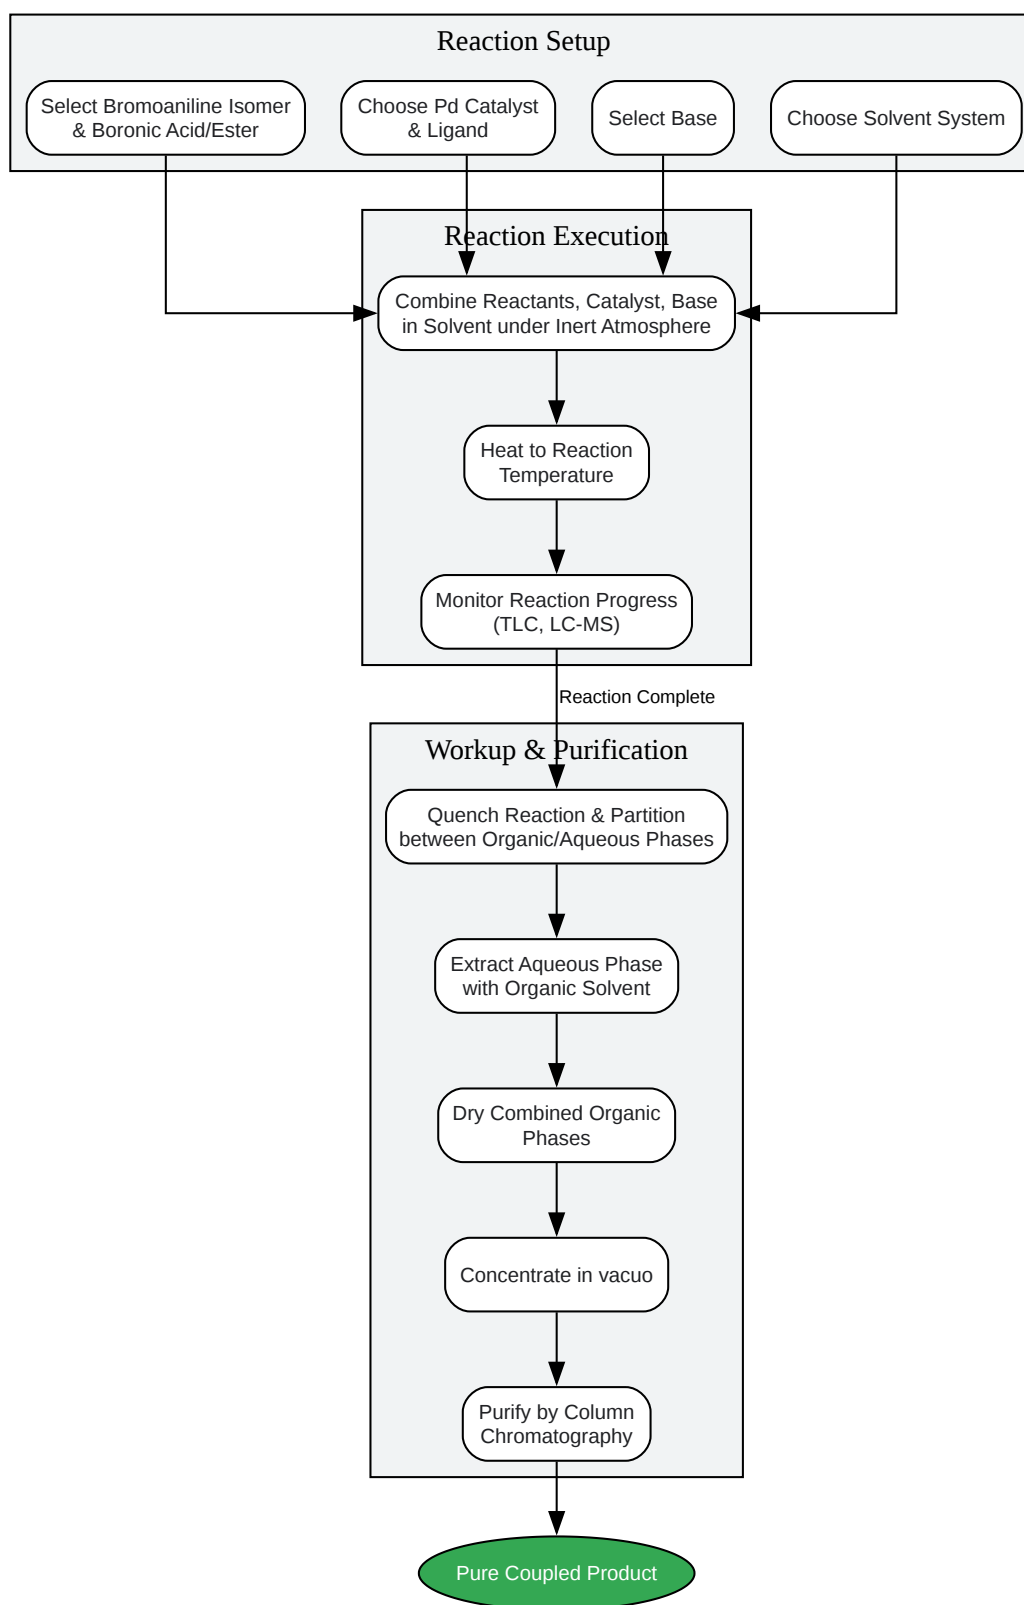 Reaction Setup
Select Bromoaniline Isomer
& Boronic Acid/Ester
Choose Pd Catalyst
& Ligand
Select Base
Choose Solvent System
Reaction Execution
Combine Reactants, Catalyst, Base
in Solvent under Inert Atmosphere
Heat to Reaction
Temperature
Monitor Reaction Progress
(TLC, LC-MS)
Reaction Complete
Workup & Purification
Quench Reaction & Partition
between Organic/Aqueous Phases
Extract Aqueous Phase
with Organic Solvent
Dry Combined Organic
Phases
Concentrate in vacuo
Purify by Column
Chromatography
Pure Coupled Product